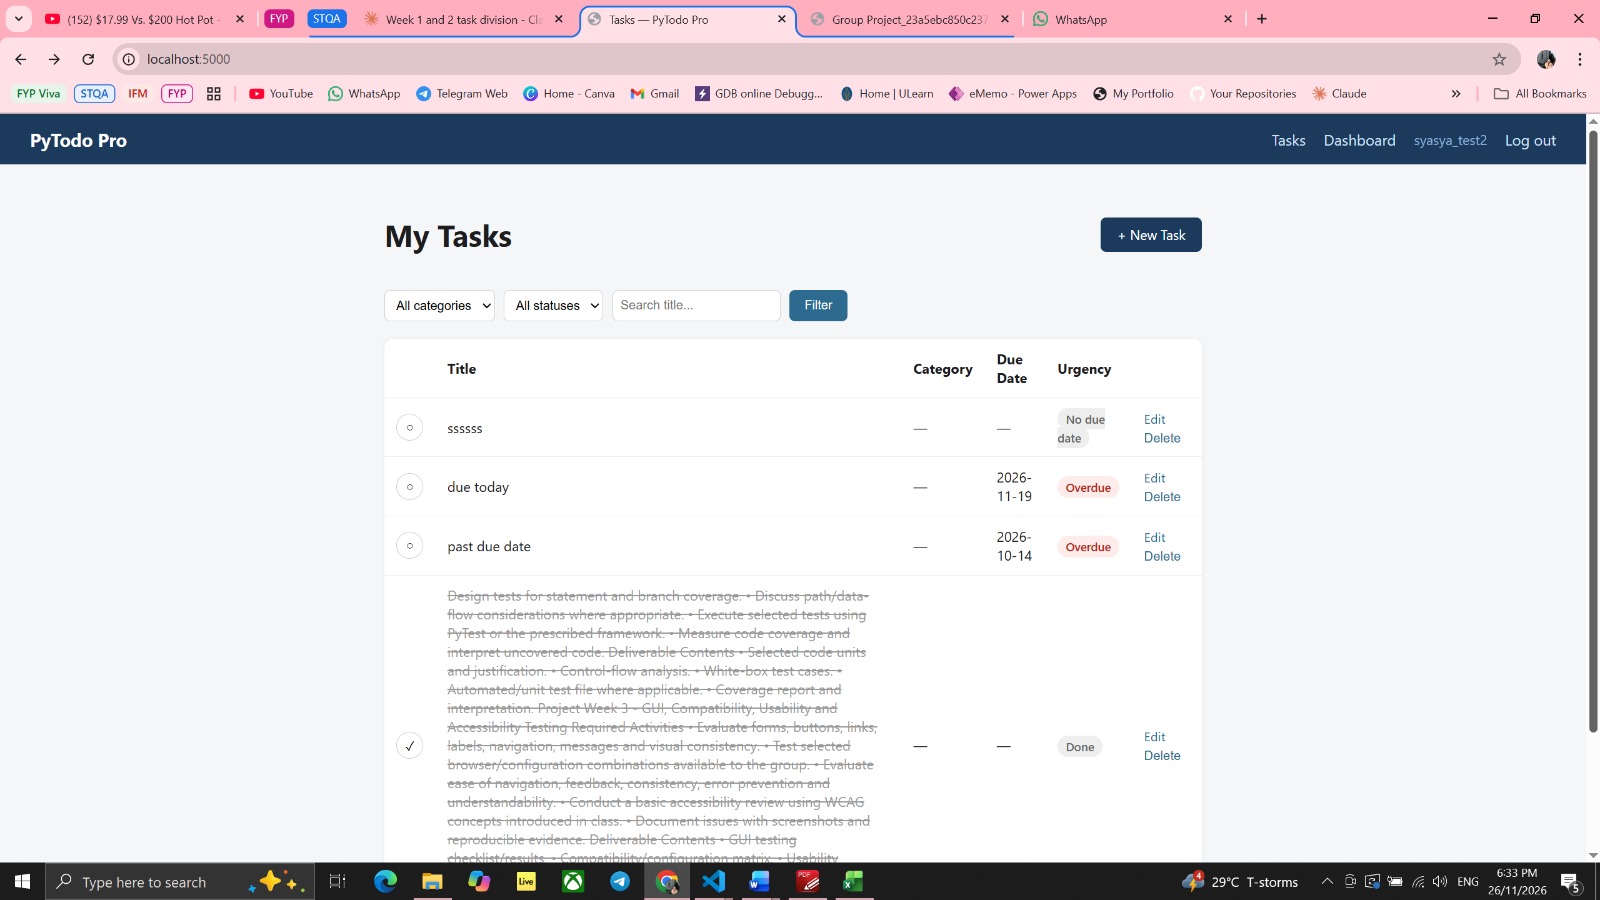 (152) $17.99 Vs. $200 Hot Pot -
FYP
STQA
Week 1 and 2 task division - Cl
Tasks — PyTodo Pro
Group Project_23a5ebc850c237
WhatsApp
localhost:5000
FYP Viva
STQA
IFM
FYP
YouTube
WhatsApp
Telegram Web
Home - Canva
Gmail
GDB online Debugg...
Home | ULearn
eMemo - Power Apps
My Portfolio
Your Repositories
Claude
All Bookmarks
PyTodo Pro
Tasks
Dashboard
syasya_test2
Log out
My Tasks
+ New Task
All categories
All statuses
Search title...
Filter
Title
Category
Due
Date
Urgency
ssssss
—
—
No due
date
Edit
Delete
due today
—
2026-
11-19
Overdue
Edit
Delete
past due date
—
2026-
10-14
Overdue
Edit
Delete
Design tests for statement and branch coverage. • Discuss path/data-
flow considerations where appropriate. • Execute selected tests using
PyTest or the prescribed framework. • Measure code coverage and
interpret uncovered code. Deliverable Contents • Selected code units
and justification. • Control-flow analysis. • White-box test cases. •
Automated/unit test file where applicable. • Coverage report and
interpretation. Project Week 3 - GUI, Compatibility, Usability and
Accessibility Testing Required Activities • Evaluate forms, buttons, links,
labels, navigation, messages and visual consistency. • Test selected
browser/configuration combinations available to the group. • Evaluate
ease of navigation, feedback, consistency, error prevention and
understandability. • Conduct a basic accessibility review using WCAG
concepts introduced in class. • Document issues with screenshots and
reproducible evidence. Deliverable Contents • GUI testing
checklist/results. • Compatibility/configuration matrix. • Usability
—
—
Done
Edit
Delete
Type here to search
Live
PDF
4
29°C T-storms
ENG
6:33 PM
26/11/2026
5